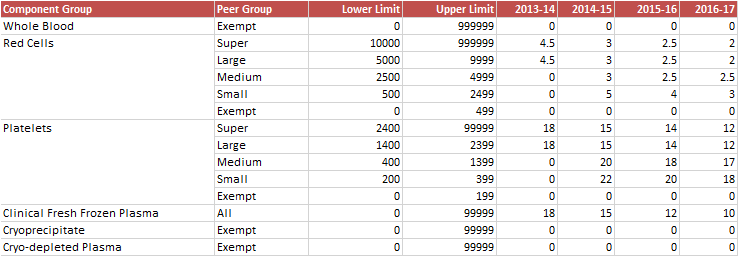 Component Group Peer Group Lower Limit Upper Limit 2013-14 2014-15 2015-16 2016-17
Whole Blood Exempt 0 999999 0 0 0 0
Red Cells Super 10000 999999 4.5 3 2.5 2
Large 5000 9999 4.5 3 2.5 2
Medium 2500 4999 0 3 2.5 2.5
Small 500 2499 0 5 4 3
Exempt 0 499 0 0 0 0
Platelets Super 2400 99999 18 15 14 12
Large 1400 2399 18 15 14 12
Medium 400 1399 0 20 18 17
Small 200 399 0 22 20 18
Exempt 0 199 0 0 0 0
Clinical Fresh Frozen Plasma All 0 99999 18 15 12 10
Cryoprecipitate Exempt 0 99999 0 0 0 0
Cryo-depleted Plasma Exempt 0 99999 0 0 0 0